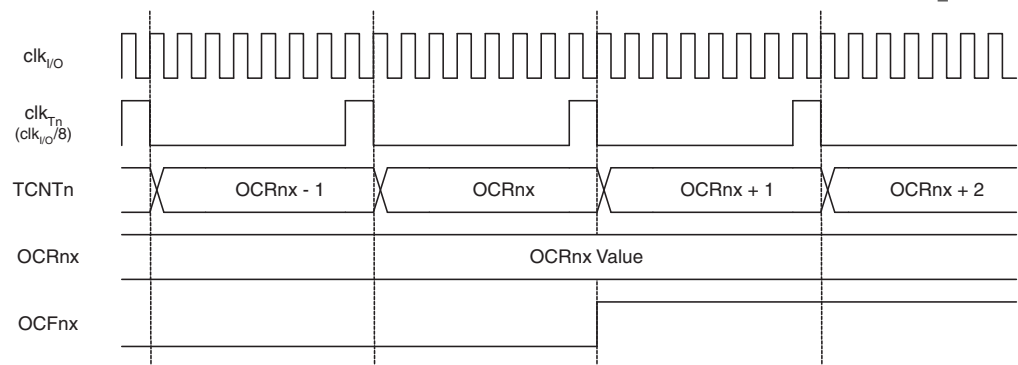 clkI/O
clkTn
(clkI/O/8)
TCNTn OCRnx - 1 OCRnx OCRnx + 1 OCRnx + 2
OCRnx OCRnx Value
OCFnx